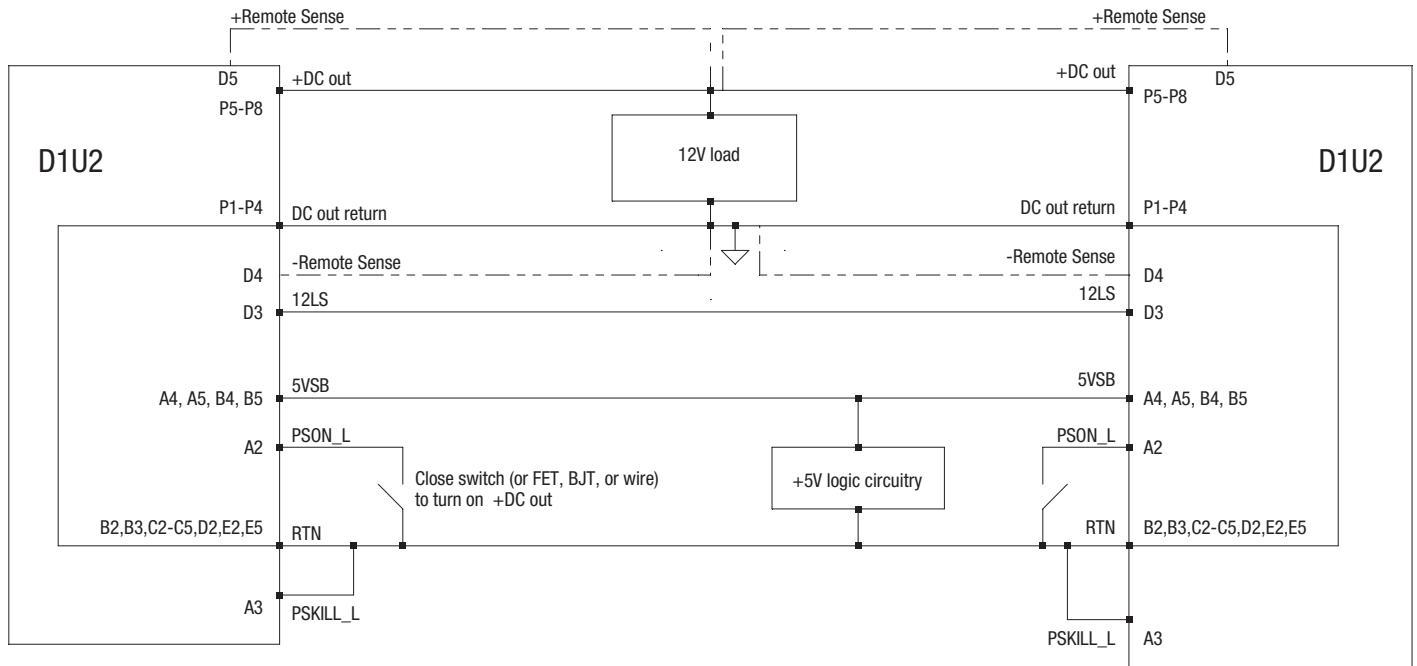 +Remote Sense
+Remote Sense
D5
+DC out
+DC out
D5
P5-P8
P5-P8
D1U2
12V load
D1U2
P1-P4
DC out return
DC out return
P1-P4
D4
-Remote Sense
-Remote Sense
D4
D3
12LS
12LS
D3
A4, A5, B4, B5
5VSB
5VSB
A4, A5, B4, B5
A2
PSON_L
PSON_L
A2
Close switch (or FET, BJT, or wire)
to turn on +DC out
+5V logic circuitry
B2,B3,C2-C5,D2,E2,E5
RTN
RTN
B2,B3,C2-C5,D2,E2,E5
A3
PSKILL_L
PSKILL_L
A3